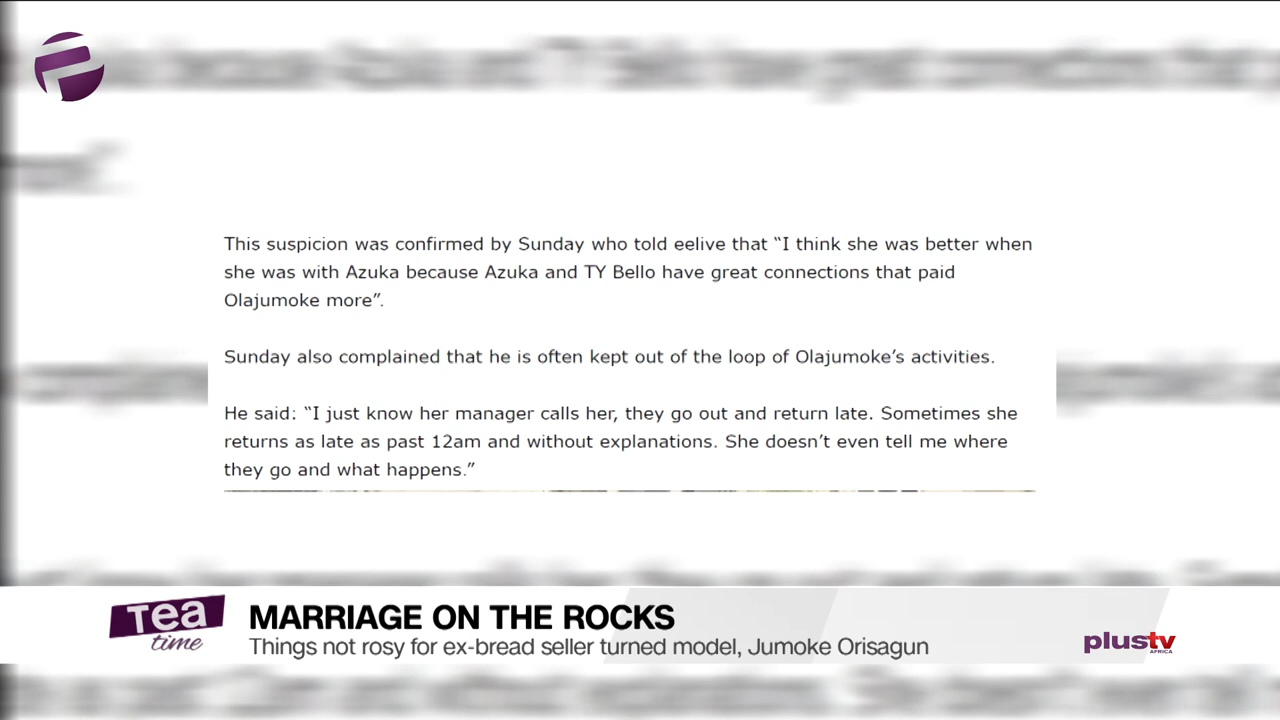 This suspicion was confirmed by Sunday who told eelive that “I think she was better when
she was with Azuka because Azuka and TY Bello have great connections that paid
Olajumoke more”.
Sunday also complained that he is often kept out of the loop of Olajumoke’s activities.
He said: “I just know her manager calls her, they go out and return late. Sometimes she
returns as late as past 12am and without explanations. She doesn’t even tell me where
they go and what happens.”
Tea
time
MARRIAGE ON THE ROCKS
Things not rosy for ex-bread seller turned model, Jumoke Orisagun
plustv
AFRICA